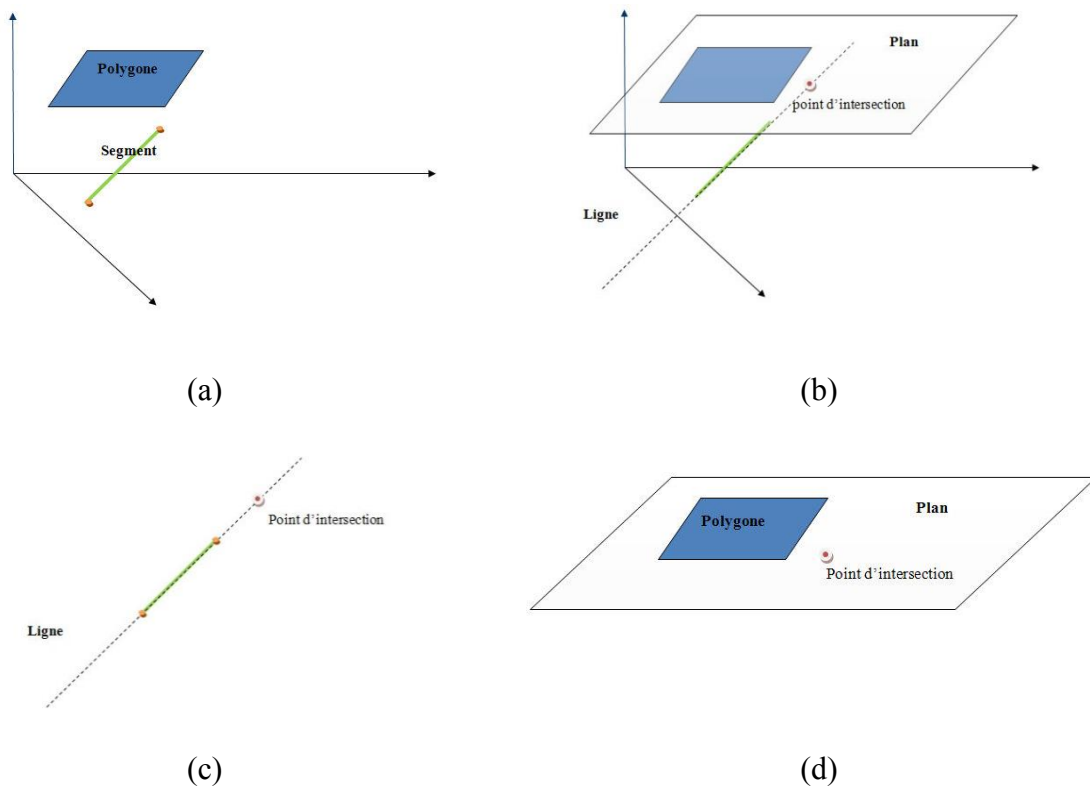 Polygone
Segment
(a)
Plan
point d'intersection
Ligne
(b)
Point d'intersection
Ligne
(c)
Polygone
Plan
Point d'intersection
(d)